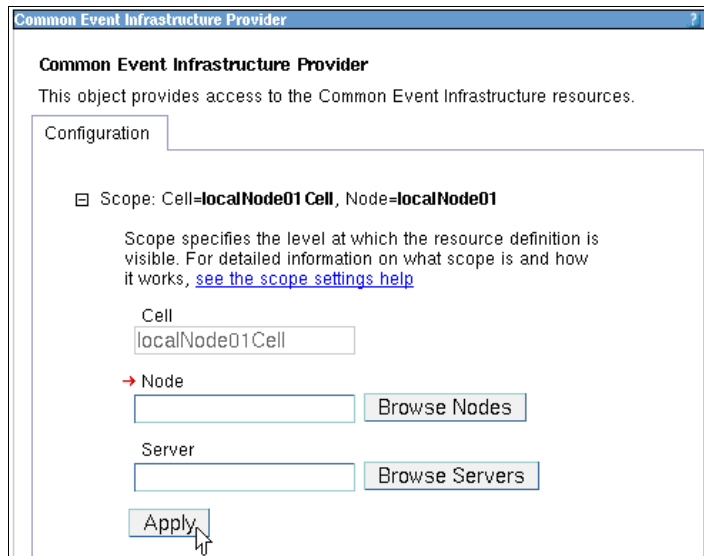 Common Event Infrastructure Provider ?
Common Event Infrastructure Provider
This object provides access to the Common Event Infrastructure resources.
Configuration
Scope: Cell=localNode01Cell, Node=localNode01
Scope specifies the level at which the resource definition is
visible. For detailed information on what scope is and how
it works, see the scope settings help
Cell
localNode01Cell
Node
Browse Nodes
Server
Browse Servers
Apply